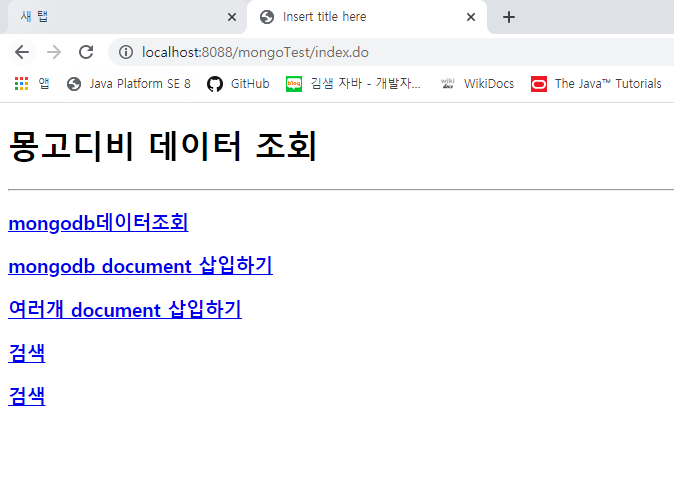 새 탭
Insert title here
localhost:8088/mongoTest/index.do
앱 Java Platform SE 8 GitHub blog 김샘 자바 - 개발자... wiki WikiDocs The Java™ Tutorials
몽고디비 데이터 조회
mongodb데이터조회
mongodb document 삽입하기
여러개 document 삽입하기
검색
검색